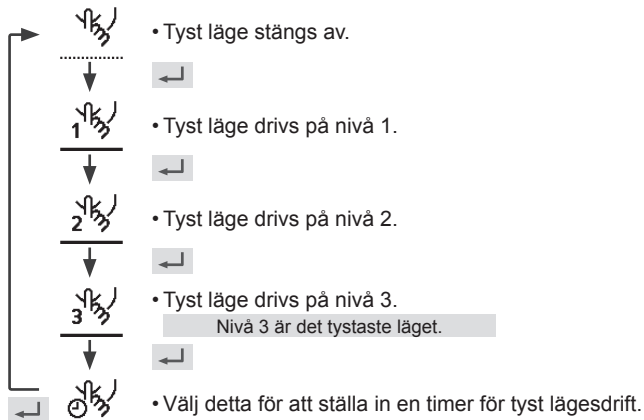 • Tyst läge stängs av.
1
• Tyst läge drivs på nivå 1.
2
• Tyst läge drivs på nivå 2.
3
• Tyst läge drivs på nivå 3.
Nivå 3 är det tystaste läget.
• Välj detta för att ställa in en timer för tyst lägesdrift.